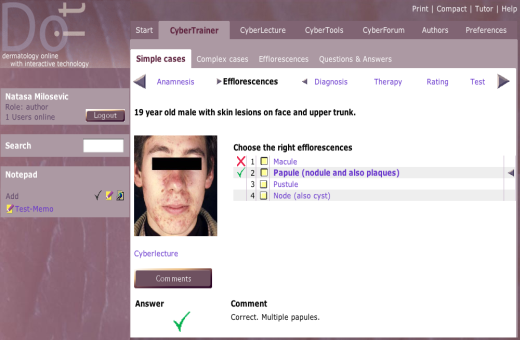 Print | Compact | Tutor | Help
Do it
dermatology online
with interactive technology
Start CyberTrainer CyberLecture CyberTools CyberForum Authors Preferences
Simple cases Complex cases Efflorescences Questions & Answers
Anamnesis Efflorescences Diagnosis Therapy Rating Test
Natasa Milosevic
Role: author
1 Users online Logout
Search
Notepad
Add
Test-Memo
19 year old male with skin lesions on face and upper trunk.
Choose the right efflorescences
1 Macule
2 Papule (nodule and also plaques)
3 Pustule
4 Node (also cyst)
Cyberlecture
Comments
Answer Comment
Correct. Multiple papules.